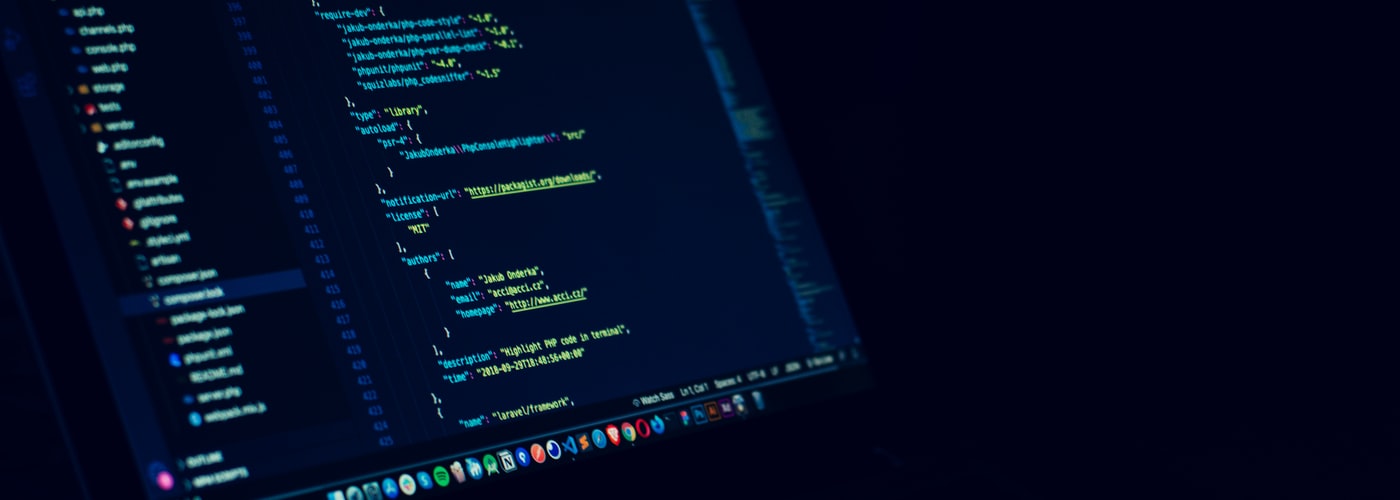 api.php
channels.php
console.php
web.php
storage
tests
vendor
.editorconfig
.env
.env.example
.gitattributes
.gitignore
.styleci.yml
artisan
composer.json
composer.lock
package-lock.json
package.json
phpunit.xml
README.md
server.php
webpack.mix.js
OUTLINE
396
397
398
399
400
401
402
403
404
405
406
407
408
409
410
411
412
413
414
415
416
417
418
419
420
421
422
423
424
425
},
"require-dev": {
"jakub-onderka/php-code-style": "~1.0",
"jakub-onderka/php-parallel-lint": "~1.0",
"jakub-onderka/php-var-dump-check": "~0.1",
"phpunit/phpunit": "~4.0",
"squizlabs/php_codesniffer": "~1.5"
},
"type": "library",
"autoload": {
"psr-4": {
"JakubOnderka\\PhpConsoleHighlighter\\": "src/"
}
},
"notification-url": "https://packagist.org/downloads/",
"license": [
"MIT"
],
"authors": [
{
"name": "Jakub Onderka",
"email": "acci@acci.cz",
"homepage": "http://www.acci.cz/"
}
],
"description": "Highlight PHP code in terminal",
"time": "2018-09-29T18:48:56+00:00"
},
{
"name": "laravel/framework",
Watch Sass Ln 1 Col 1 Spaces: 4 UTF-8 LF JSON